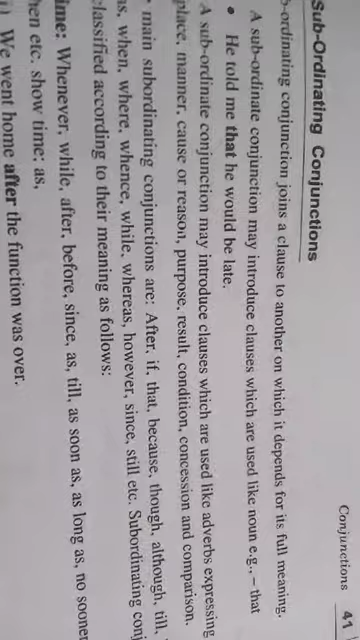 Conjunctions 41
Sub-Ordinating Conjunctions
b-ordinating conjunction joins a clause to another on which it depends for its full meaning.
A subordinate conjunction may introduce clauses which are used like noun e.g., – that
• He told me that he would be late.
A sub-ordinate conjunction may introduce clauses which are used like adverbs expressing
place, manner, cause or reason, purpose, result, condition, concession and comparison.
main subordinating conjunctions are: After, if, that, because, though, although, till,
as, when, where, whence, while, whereas, however, since, still etc. Subordinating conj
classified according to their meaning as follows:
ime: Whenever, while, after, before, since, as, till, as soon as, as long as, no sooner
hen etc. show time; as,
i) We went home after the function was over.